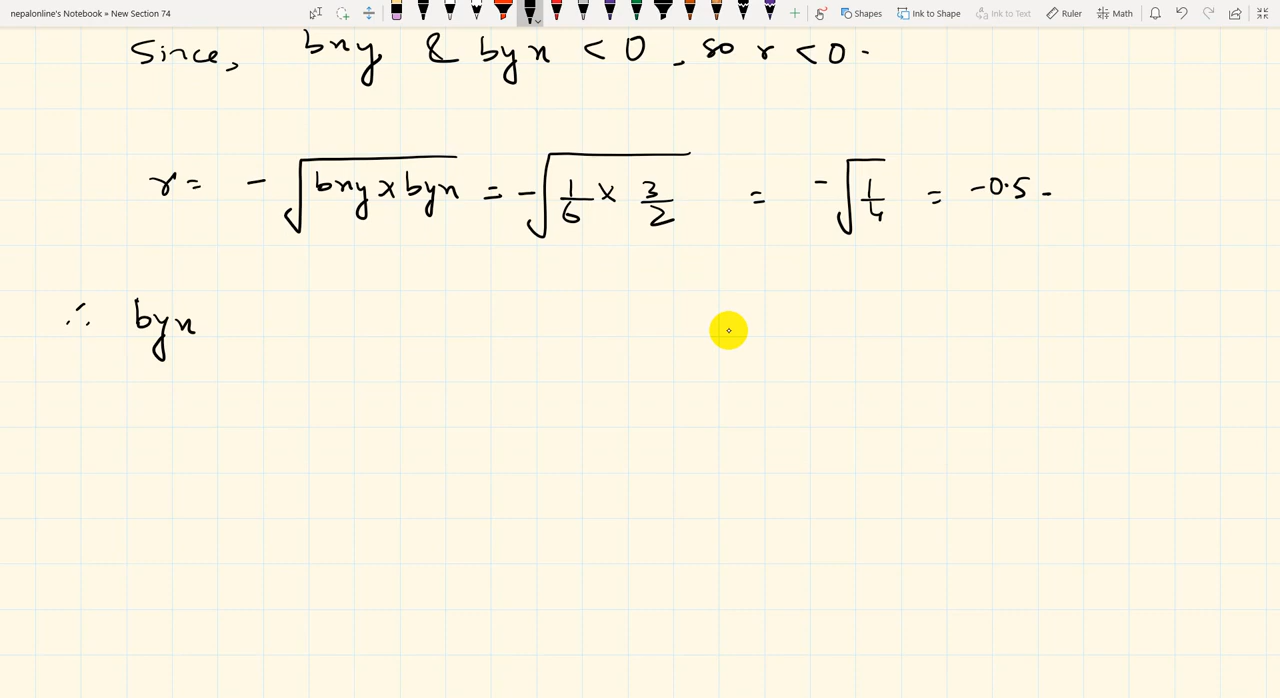 nepalonline's Notebook » New Section 74
Shapes Ink to Shape Ink to Text Ruler Math
Since, bxy & byx < 0, so r < 0.
r = - √(bxy × byx) = - √(1/6 × 3/2) = - √(1/4) = -0.5.
∴ byx